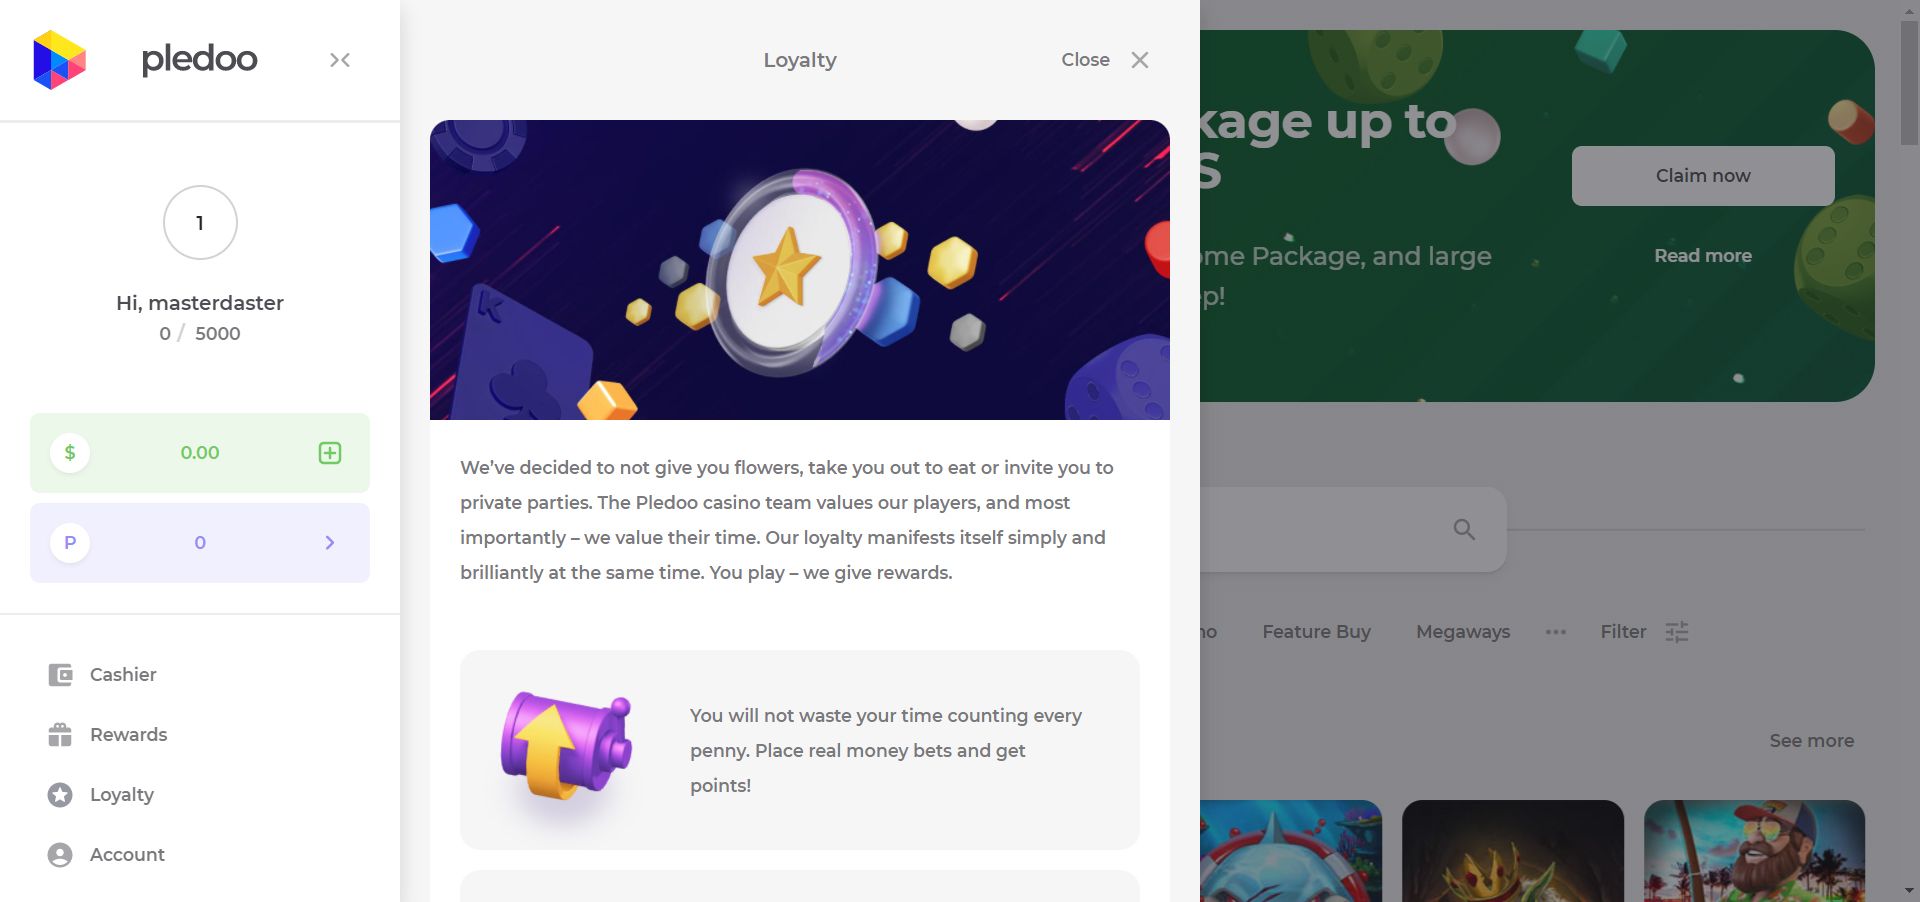 pledoo
1
Hi, masterdaster
0 / 5000
$ 0.00
P 0
Cashier
Rewards
Loyalty
Account
Loyalty
Close
We’ve decided to not give you flowers, take you out to eat or invite you to
private parties. The Pledoo casino team values our players, and most
importantly – we value their time. Our loyalty manifests itself simply and
brilliantly at the same time. You play – we give rewards.
You will not waste your time counting every
penny. Place real money bets and get
points!
kage up to
S
Claim now
ome Package, and large
ep!
Read more
no
Feature Buy
Megaways
Filter
See more